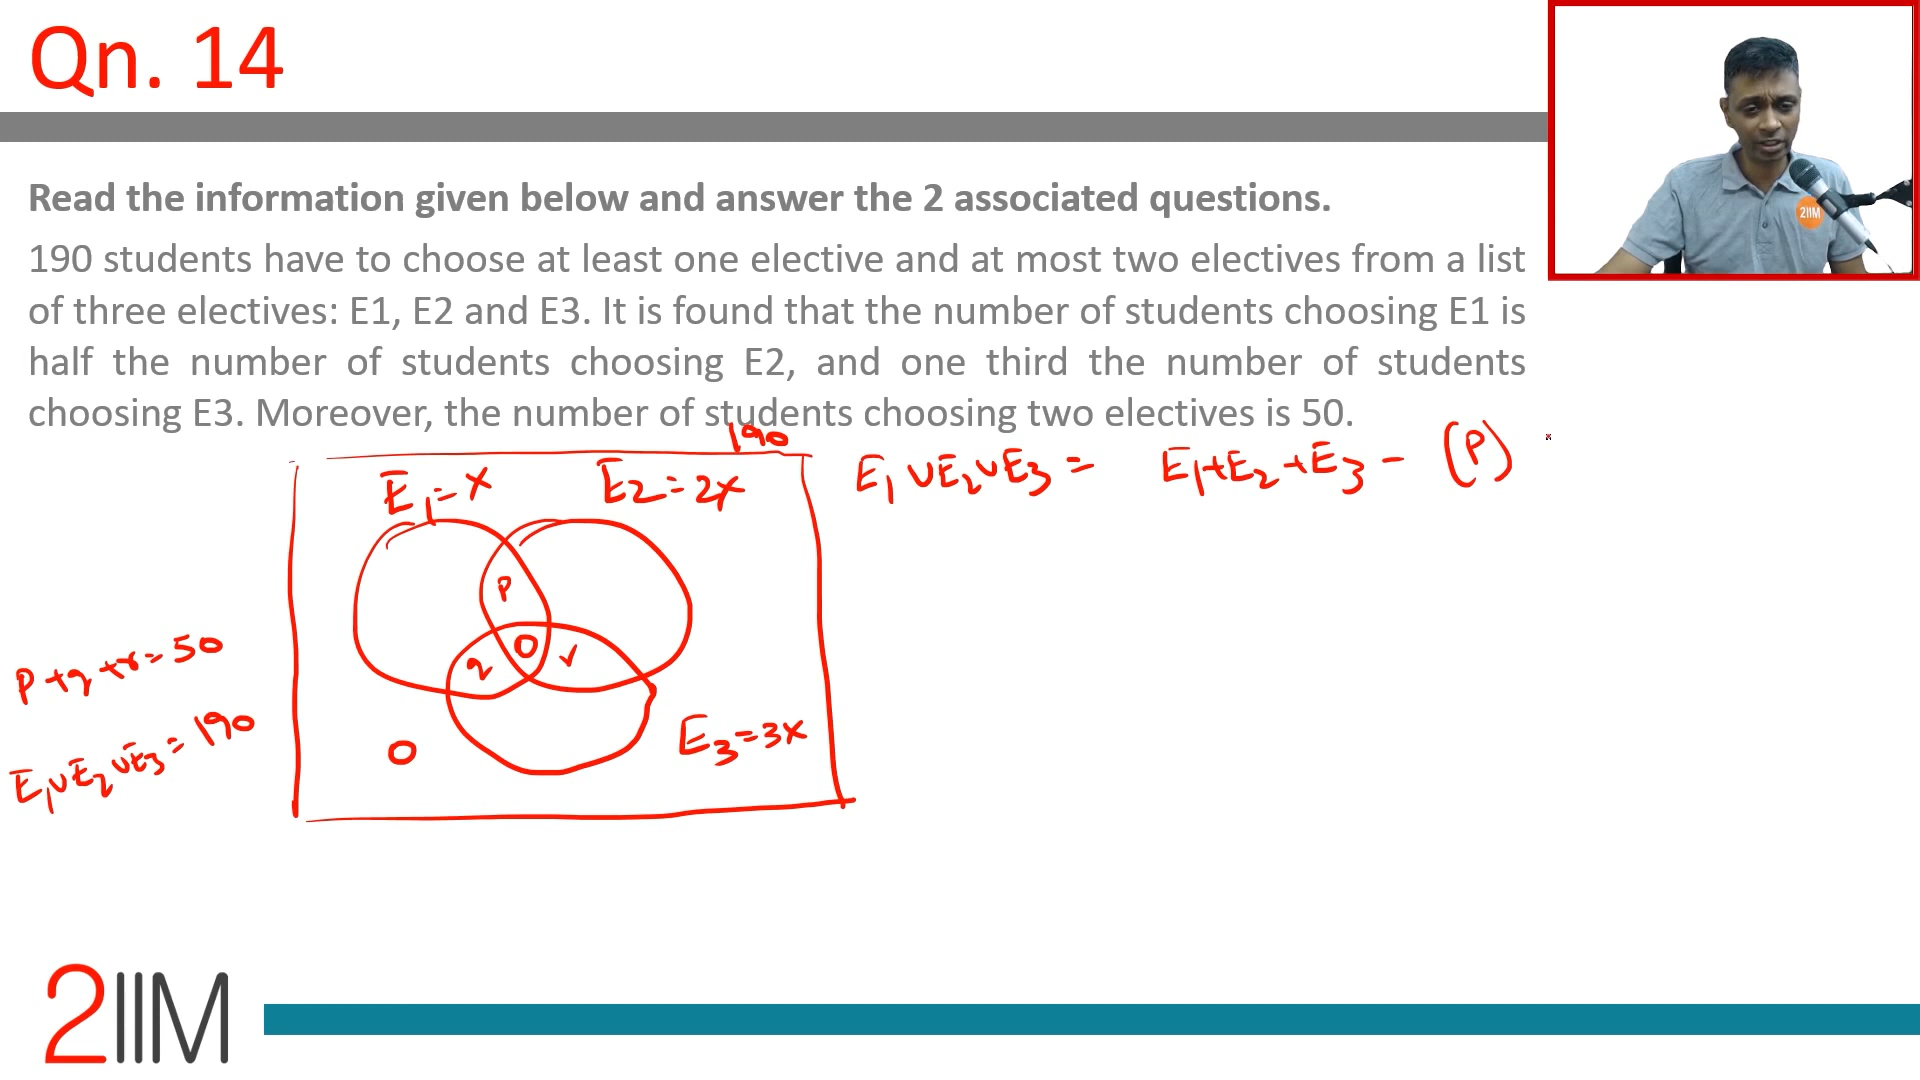 Qn. 14
2IIM
Read the information given below and answer the 2 associated questions.
190 students have to choose at least one elective and at most two electives from a list
of three electives: E1, E2 and E3. It is found that the number of students choosing E1 is
half the number of students choosing E2, and one third the number of students
choosing E3. Moreover, the number of students choosing two electives is 50.
190
E1 = x
E2 = 2x
E1 ∪ E2 ∪ E3 = E1 + E2 + E3 - (P)
P
O
q
r
P + q + r = 50
E1 ∪ E2 ∪ E3 = 190
E3 = 3x
O
2IIM